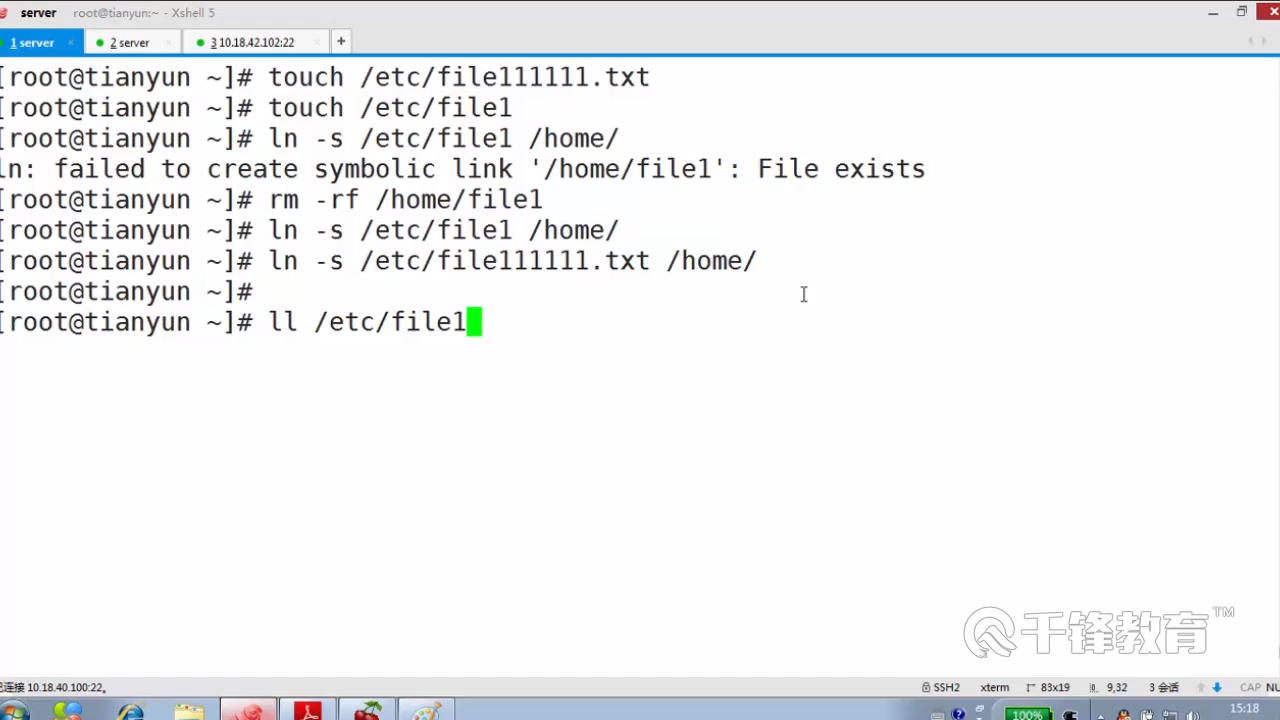 server root@tianyun:~ - Xshell 5
1 server × 2 server × 3 10.18.42.102:22 × +
[root@tianyun ~]# touch /etc/file111111.txt
[root@tianyun ~]# touch /etc/file1
[root@tianyun ~]# ln -s /etc/file1 /home/
ln: failed to create symbolic link '/home/file1': File exists
[root@tianyun ~]# rm -rf /home/file1
[root@tianyun ~]# ln -s /etc/file1 /home/
[root@tianyun ~]# ln -s /etc/file111111.txt /home/
[root@tianyun ~]#
[root@tianyun ~]# ll /etc/file1
千锋教育™
已连接 10.18.40.100:22。 SSH2 xterm 83x19 9,32 3 会话 CAP NU
100% 15:18